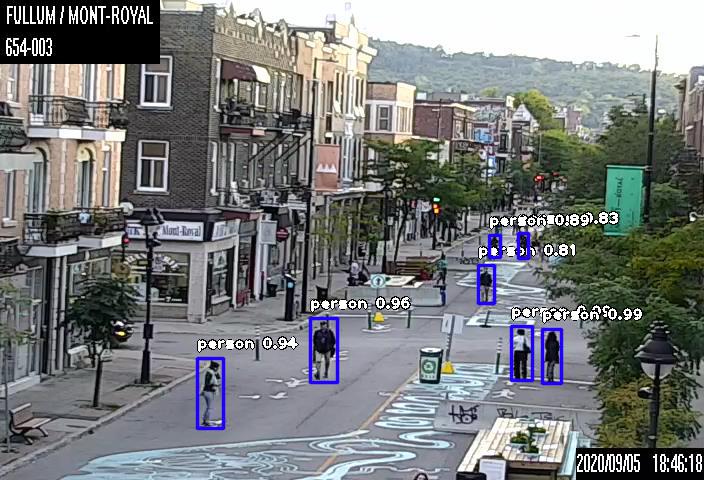 FULLUM / MONT-ROYAL
654-003
person 0.89
.83
person 0.81
person 0.96
person 0.99
person 0.94
Mont-Royal
2020/09/05 18:46:18